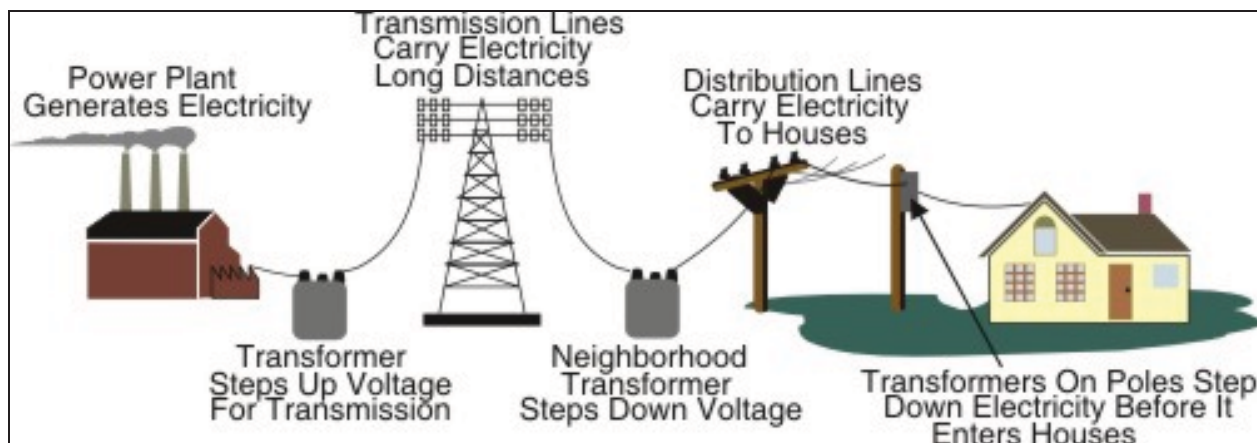 Power Plant
Generates Electricity
Transmission Lines
Carry Electricity
Long Distances
Distribution Lines
Carry Electricity
To Houses
Transformer
Steps Up Voltage
For Transmission
Neighborhood
Transformer
Steps Down Voltage
Transformers On Poles Step
Down Electricity Before It
Enters Houses